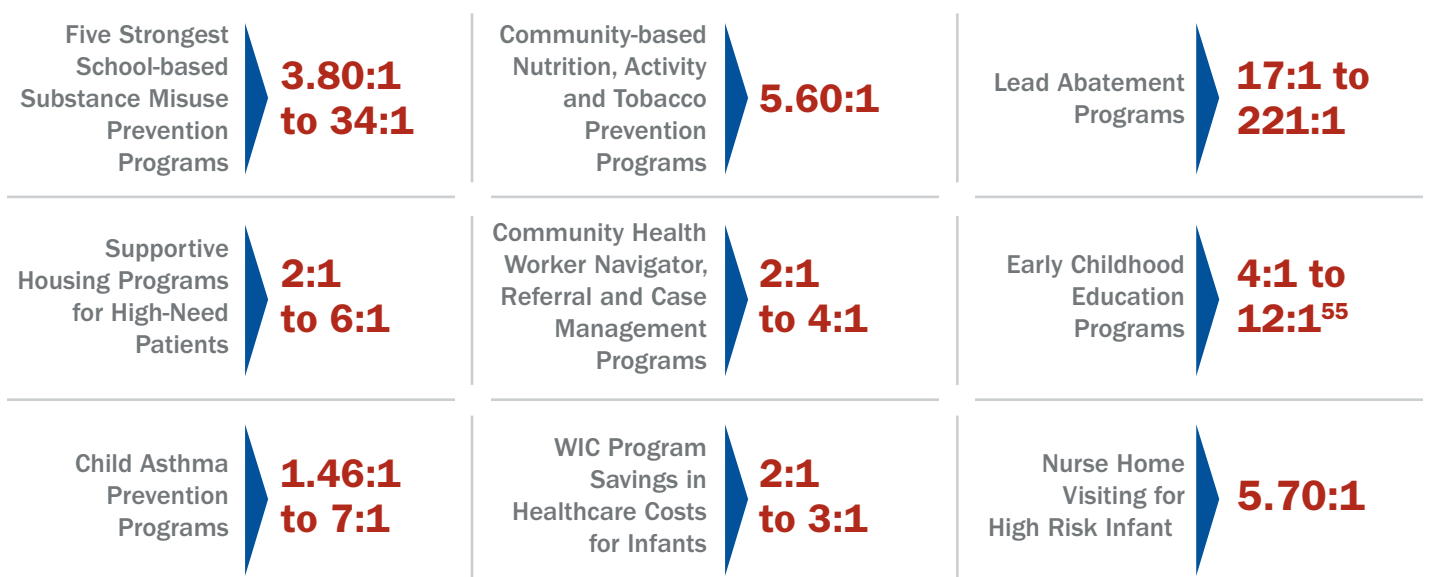 Five Strongest
School-based
Substance Misuse
Prevention
Programs
3.80:1
to 34:1
Community-based
Nutrition, Activity
and Tobacco
Prevention
Programs
5.60:1
Lead Abatement
Programs
17:1 to
221:1
Supportive
Housing Programs
for High-Need
Patients
2:1
to 6:1
Community Health
Worker Navigator,
Referral and Case
Management
Programs
2:1
to 4:1
Early Childhood
Education
Programs
4:1 to
12:1⁵⁵
Child Asthma
Prevention
Programs
1.46:1
to 7:1
WIC Program
Savings in
Healthcare Costs
for Infants
2:1
to 3:1
Nurse Home
Visiting for
High Risk Infant
5.70:1